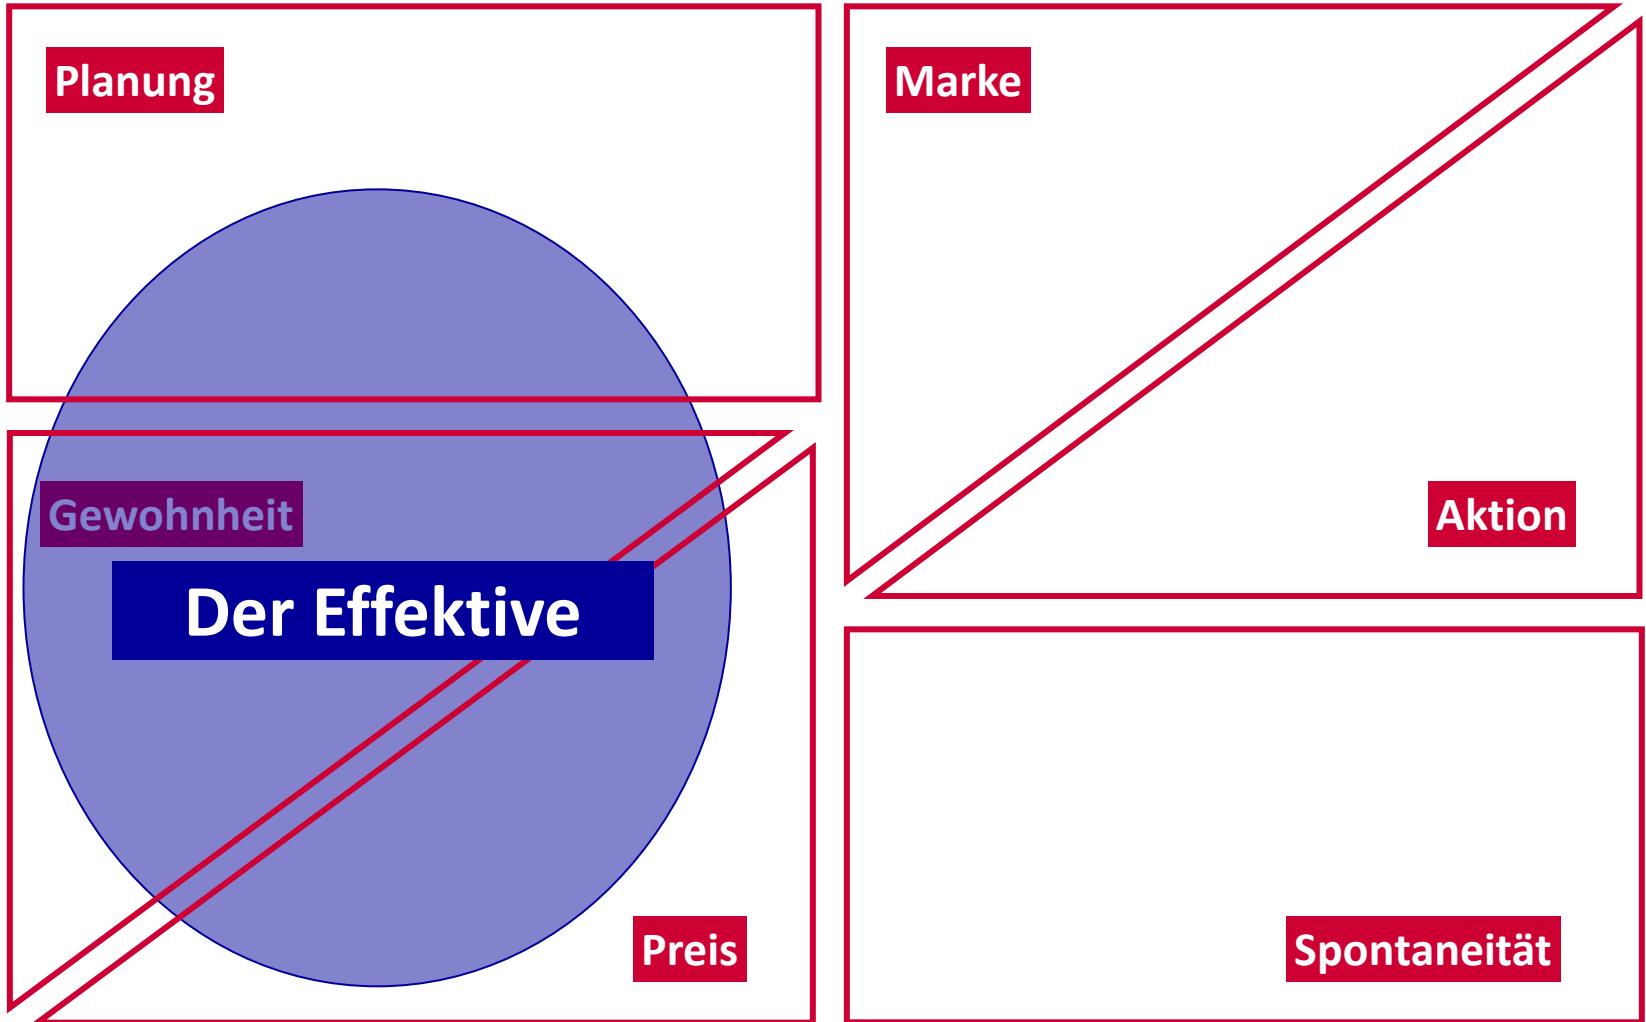 Planung
Marke
Gewohnheit
Aktion
Der Effektive
Preis
Spontaneität